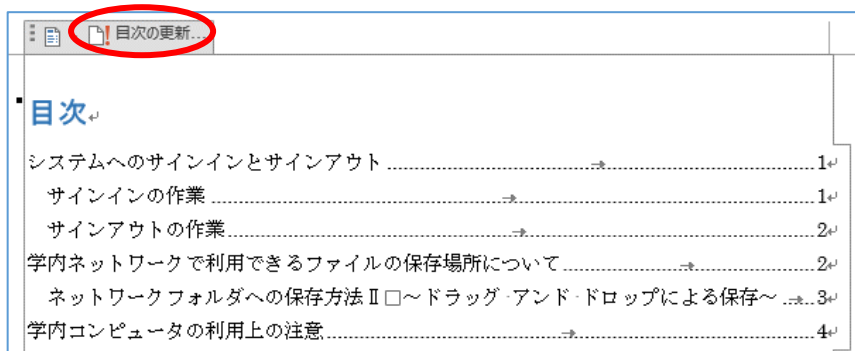 目次の更新...
目次
システムへのサインインとサインアウト 1
サインインの作業 1
サインアウトの作業 2
学内ネットワークで利用できるファイルの保存場所について 2
ネットワークフォルダへの保存方法Ⅱ□~ドラッグ・アンド・ドロップによる保存~ 3
学内コンピュータの利用上の注意 4